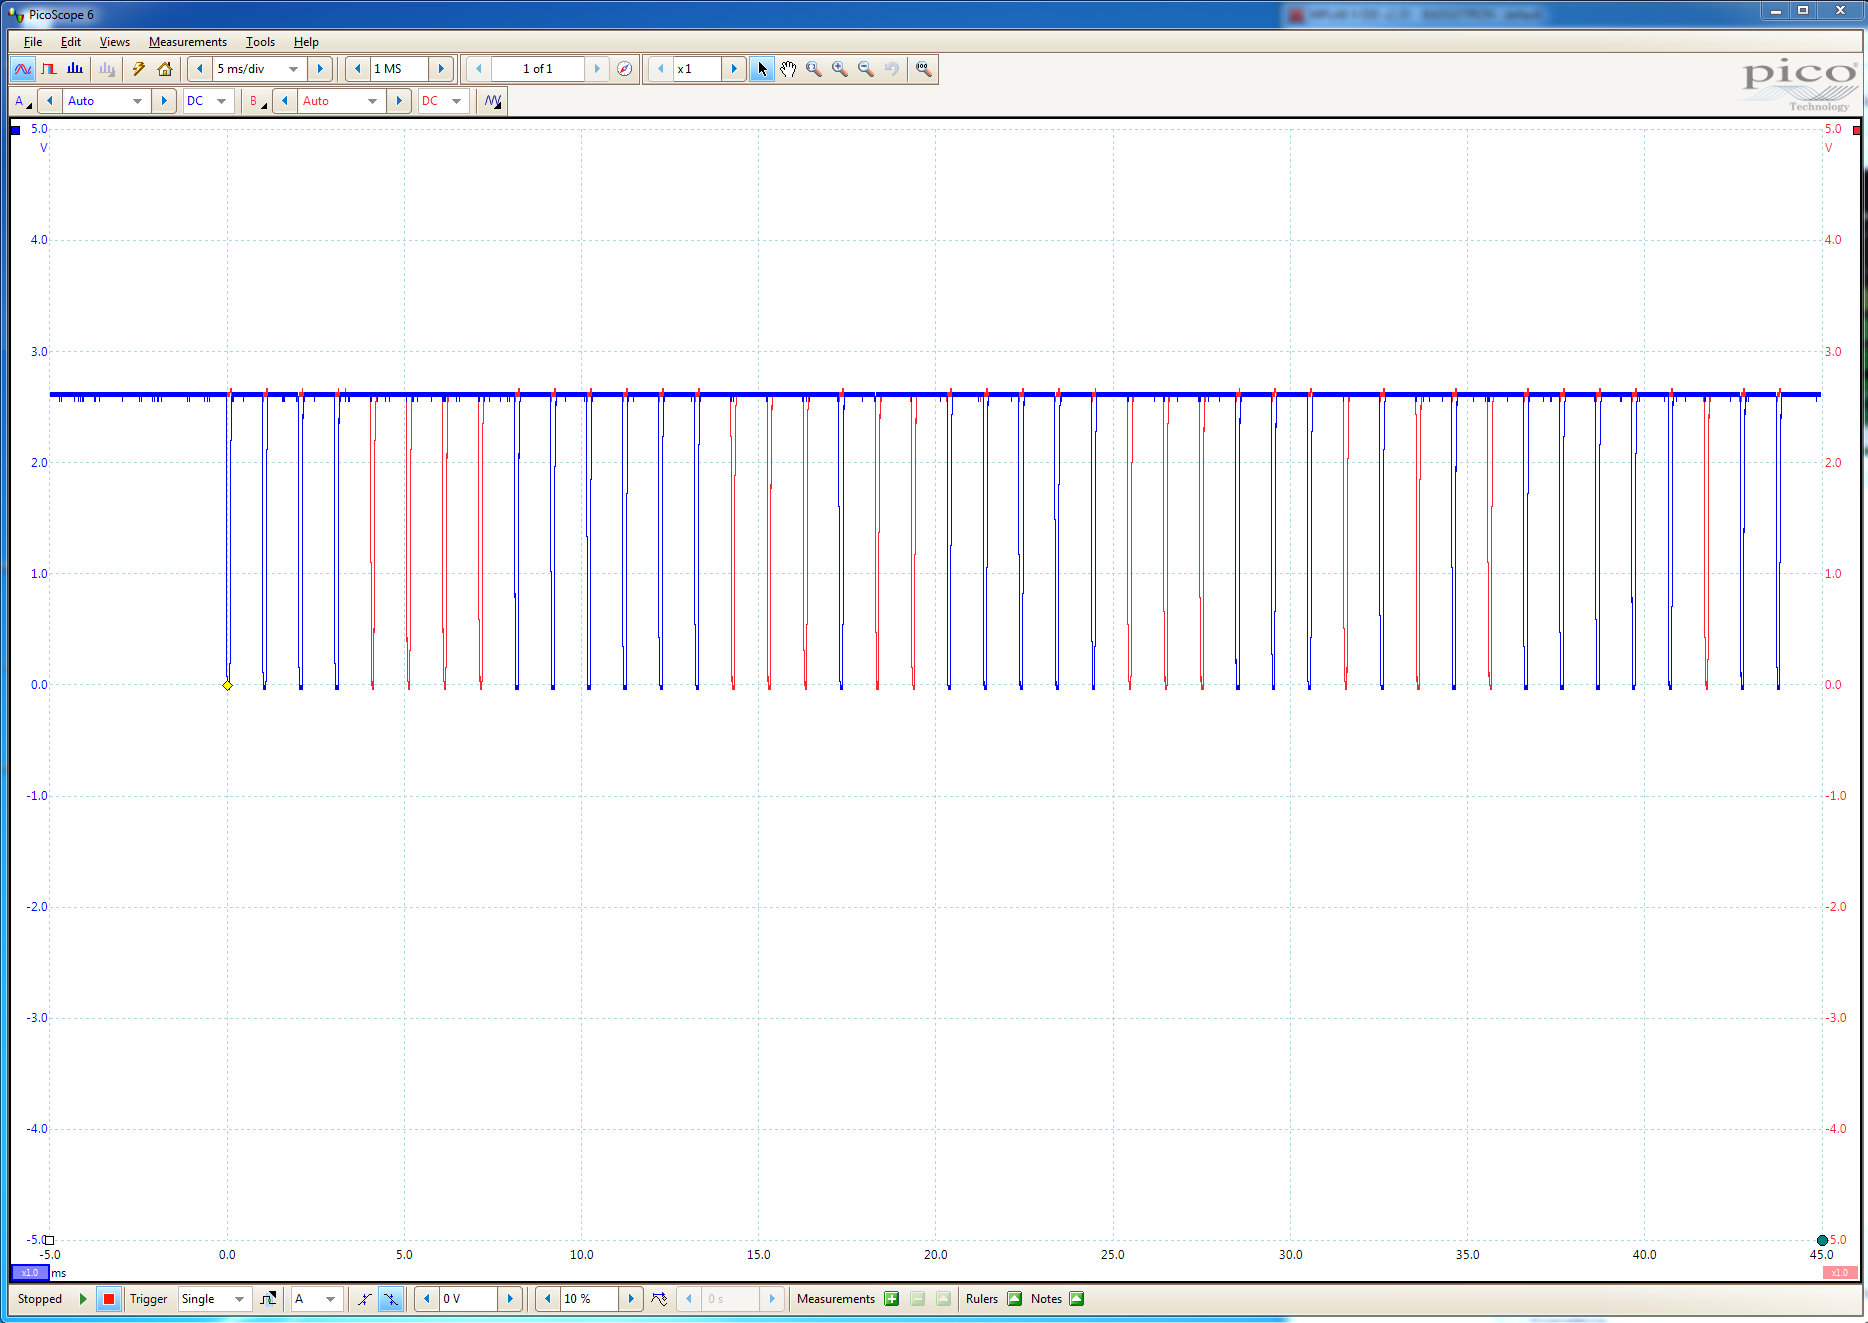 PicoScope 6
File Edit Views Measurements Tools Help
5 ms/div 1 MS 1 of 1 x1
pico
Technology
A Auto DC B Auto DC
5.0 5.0
V V
4.0 4.0
3.0 3.0
2.0 2.0
1.0 1.0
0.0 0.0
-1.0 -1.0
-2.0 -2.0
-3.0 -3.0
-4.0 -4.0
-5.0 5.0
-5.0 0.0 5.0 10.0 15.0 20.0 25.0 30.0 35.0 40.0 45.0
x1.0 ms x1.0
Stopped Trigger Single A 0 V 10 % 0 s Measurements Rulers Notes